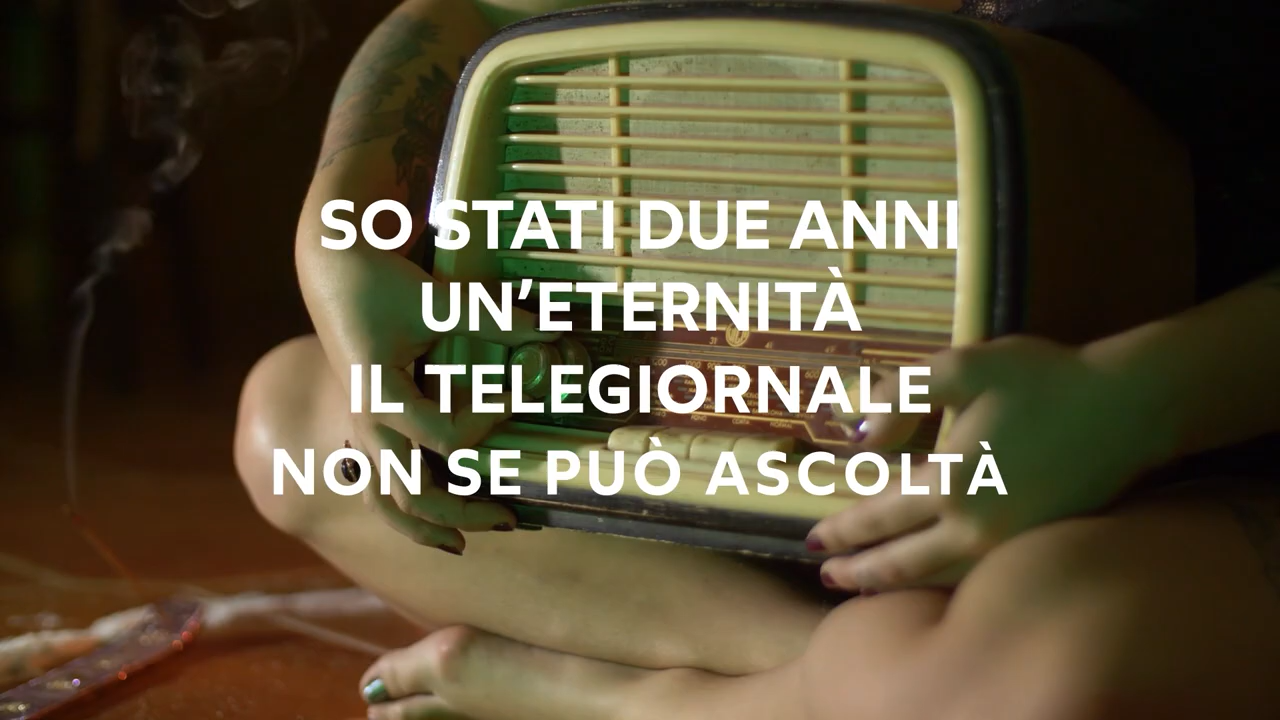 SO STATI DUE ANNI
UN’ETERNITÀ
IL TELEGIORNALE
NON SE PUÒ ASCOLTÀ